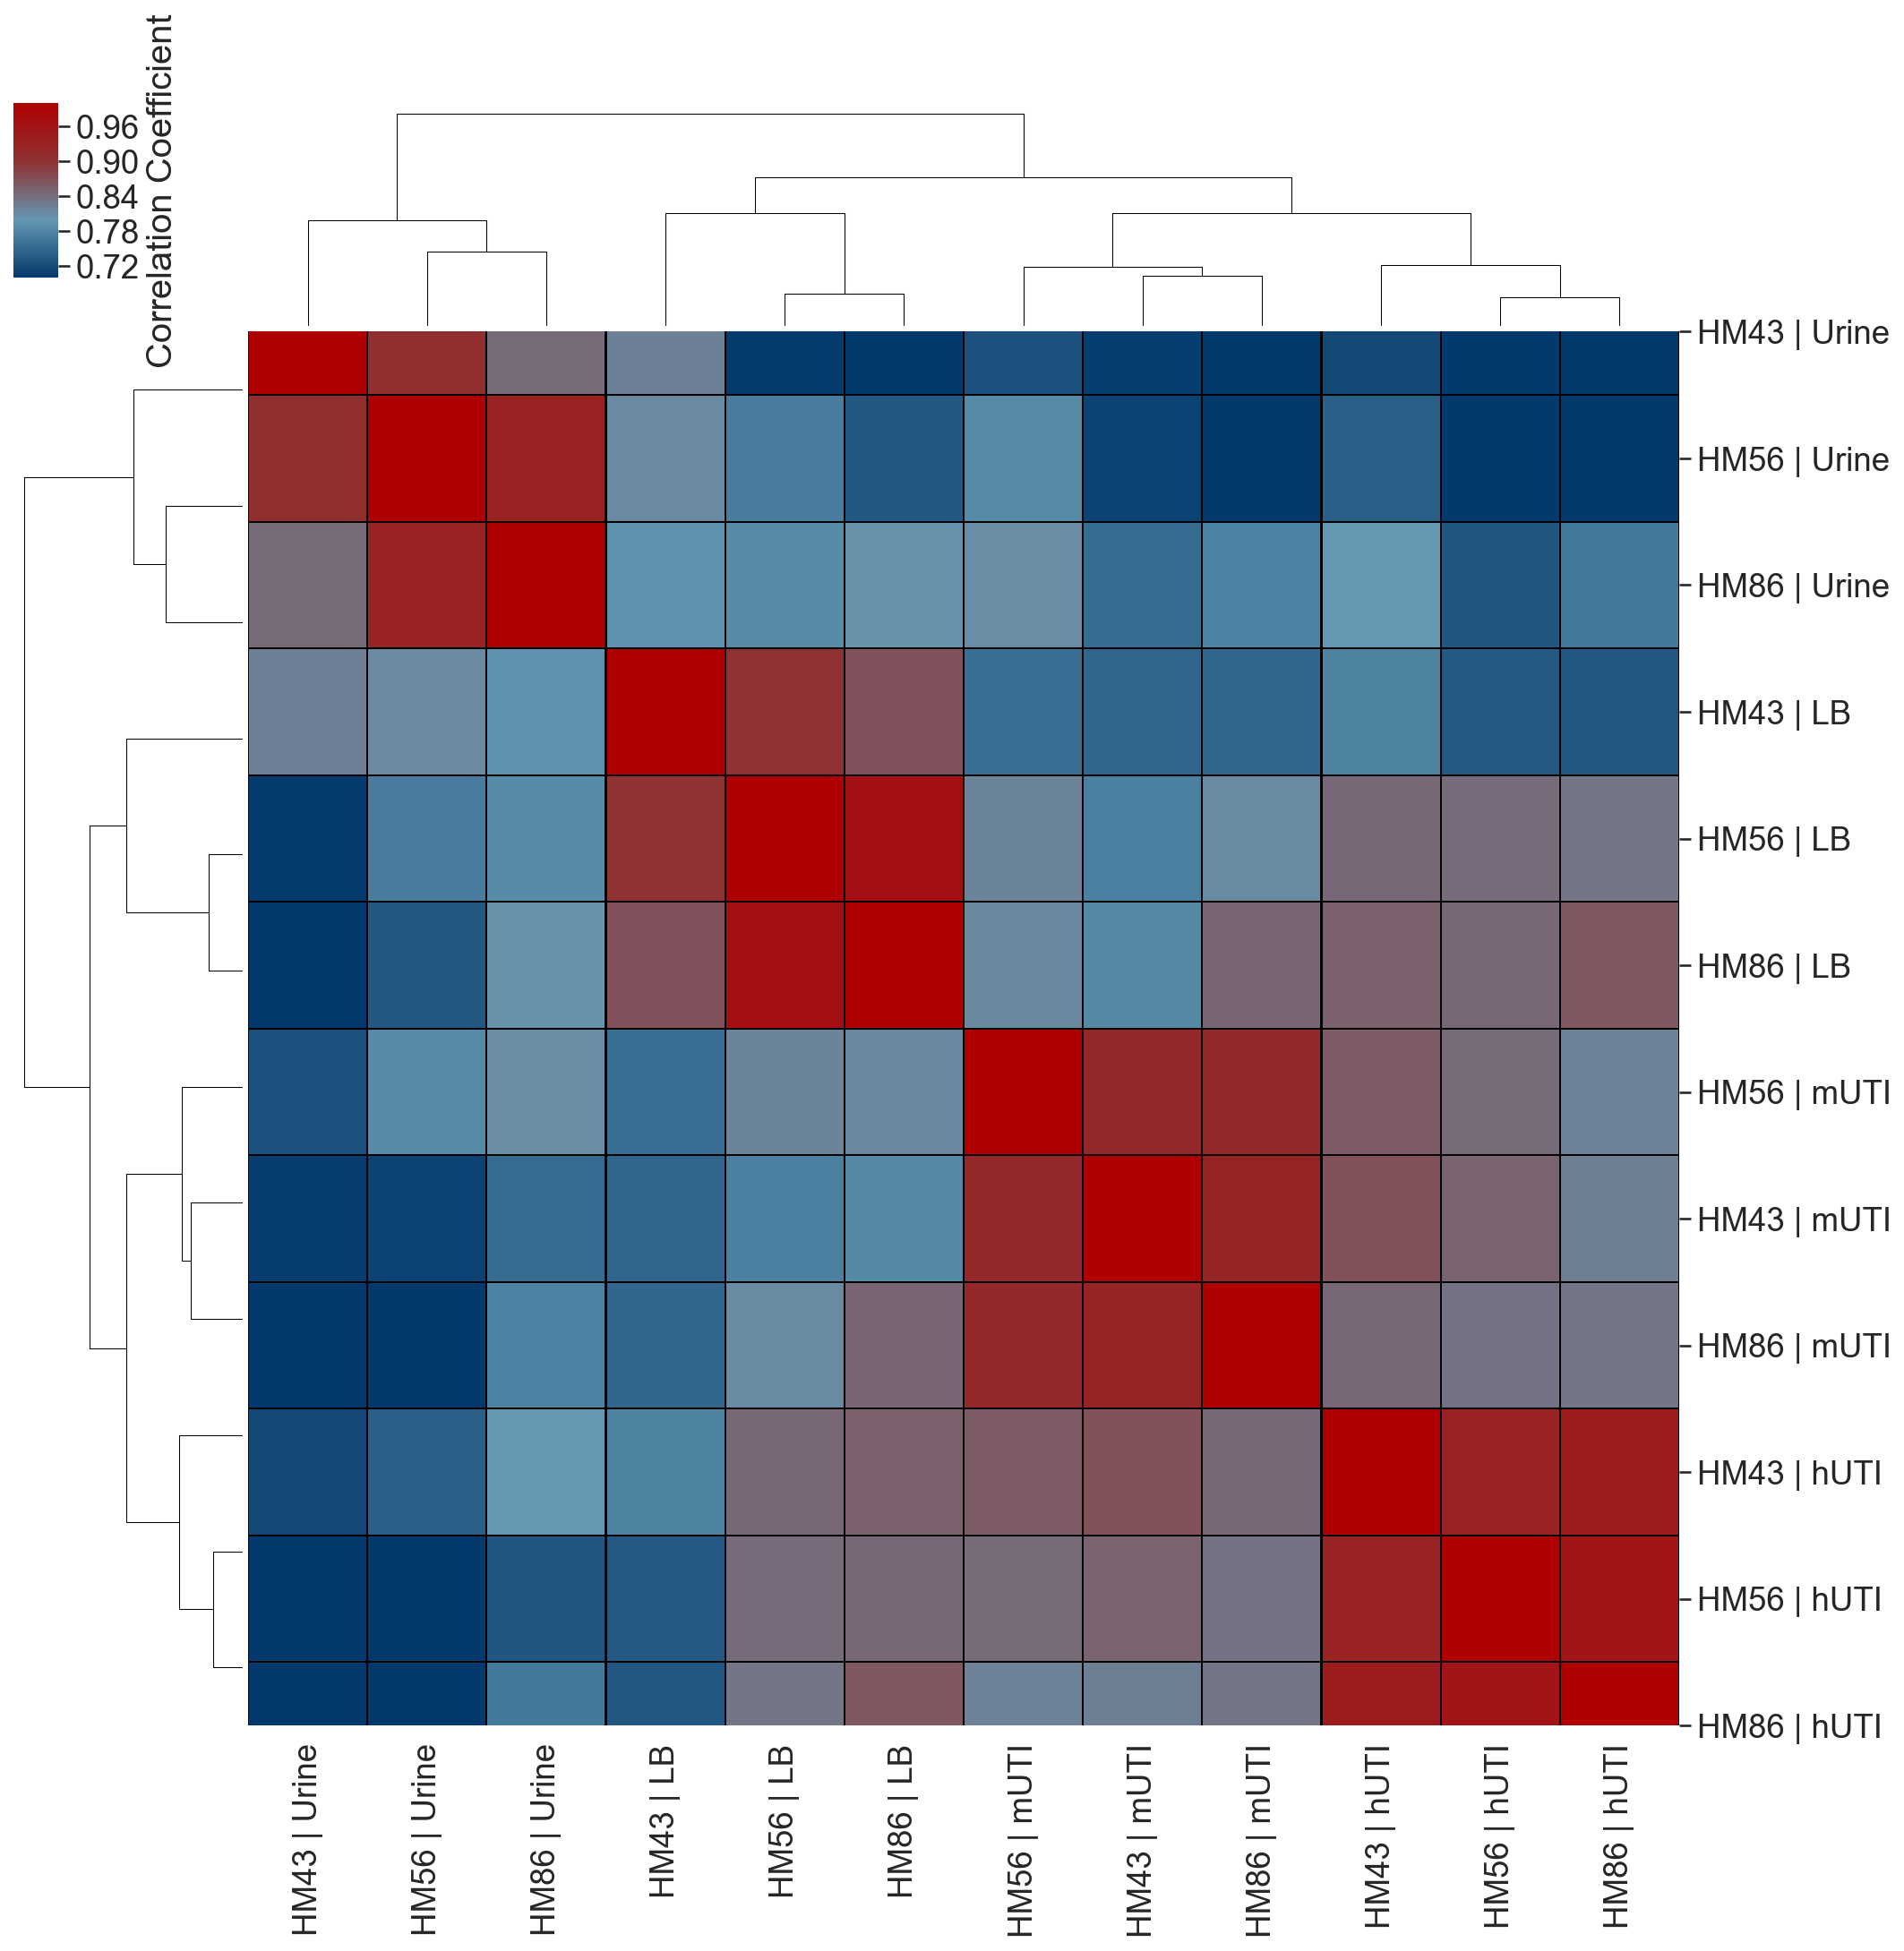 Correlation Coefficient
0.96
0.90
0.84
0.78
0.72
HM43 | Urine
HM56 | Urine
HM86 | Urine
HM43 | LB
HM56 | LB
HM86 | LB
HM56 | mUTI
HM43 | mUTI
HM86 | mUTI
HM43 | hUTI
HM56 | hUTI
HM86 | hUTI
HM43 | Urine
HM56 | Urine
HM86 | Urine
HM43 | LB
HM56 | LB
HM86 | LB
HM56 | mUTI
HM43 | mUTI
HM86 | mUTI
HM43 | hUTI
HM56 | hUTI
HM86 | hUTI